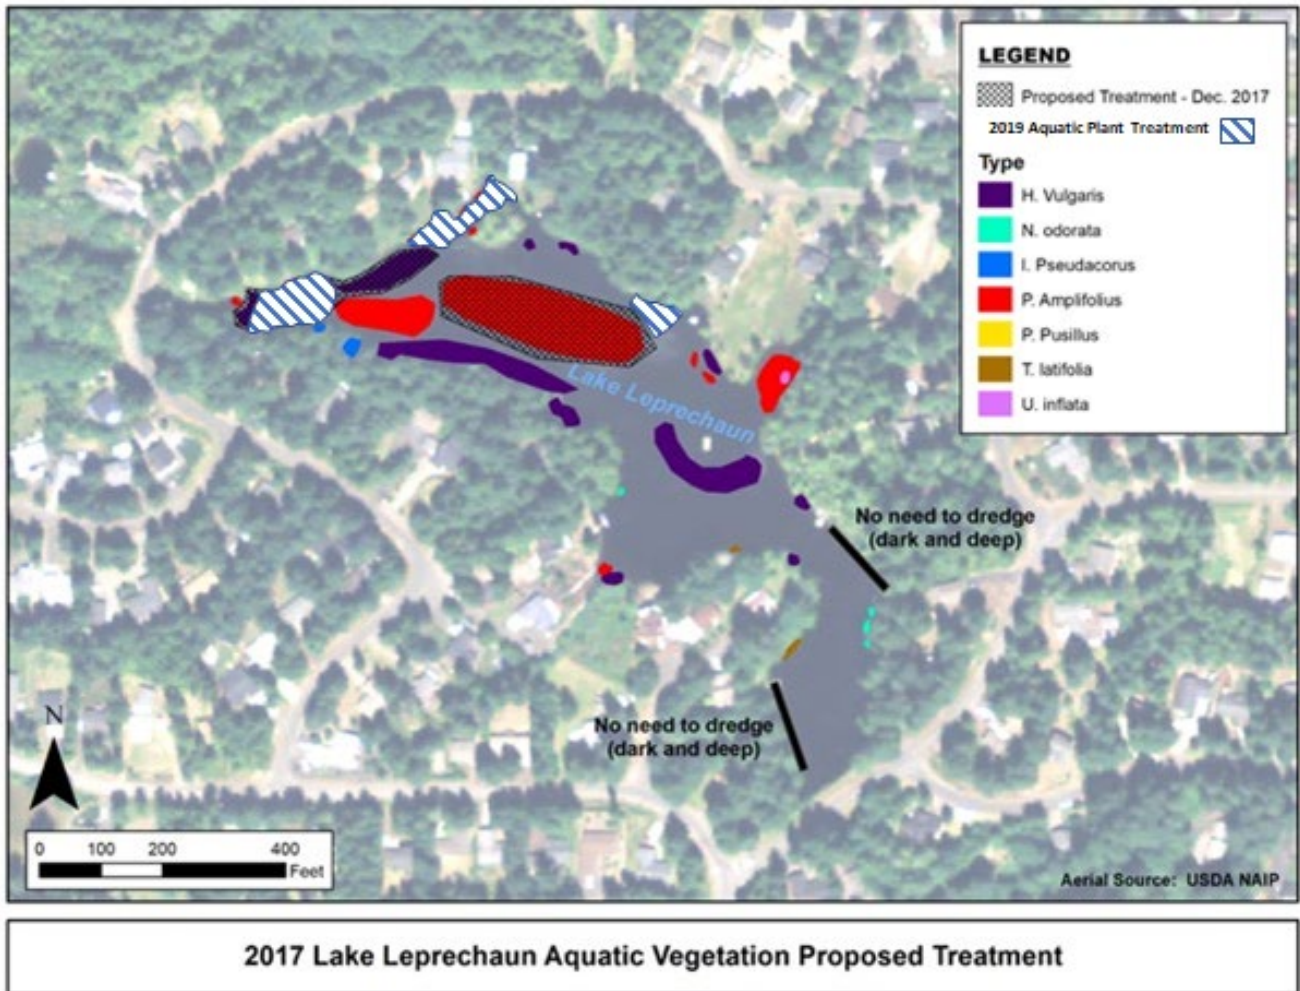 LEGEND
Proposed Treatment - Dec. 2017
2019 Aquatic Plant Treatment
Type
H. Vulgaris
N. odorata
I. Pseudacorus
P. Amplifolius
P. Pusillus
T. latifolia
U. inflata
Lake Leprechaun
No need to dredge
(dark and deep)
No need to dredge
(dark and deep)
N
0 100 200 400
Feet
Aerial Source: USDA NAIP
2017 Lake Leprechaun Aquatic Vegetation Proposed Treatment